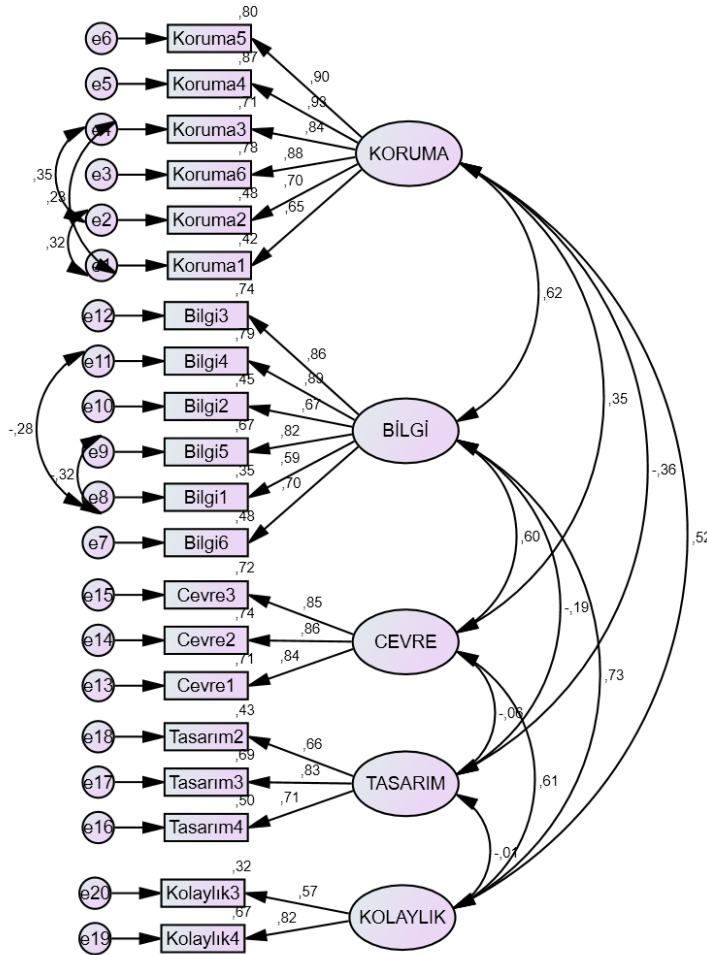 ,80
e6 Koruma5
,87
,90
e5 Koruma4
,71
,93
e4 Koruma3
,84
,78
KORUMA
,35
e3 Koruma6
,88
,23
,48
,70
e2 Koruma2
,65
,32
,42
e1 Koruma1
,74
,62
e12 Bilgi3
,79
,86
e11 Bilgi4
,89
,45
,35
e10 Bilgi2
,67
-,28
,67
BİLGİ
e9 Bilgi5
,82
-,36
-,32
,35
,59
e8 Bilgi1
,70
,48
,52
e7 Bilgi6
,60
,72
e15 Cevre3
,85
-,19
,74
e14 Cevre2
,86
CEVRE
,71
,84
,73
e13 Cevre1
-,06
,43
e18 Tasarım2
,66
,69
e17 Tasarım3
,83
TASARIM
,61
,50
,71
e16 Tasarım4
-,01
,32
e20 Kolaylık3
,57
,67
KOLAYLIK
,82
e19 Kolaylık4